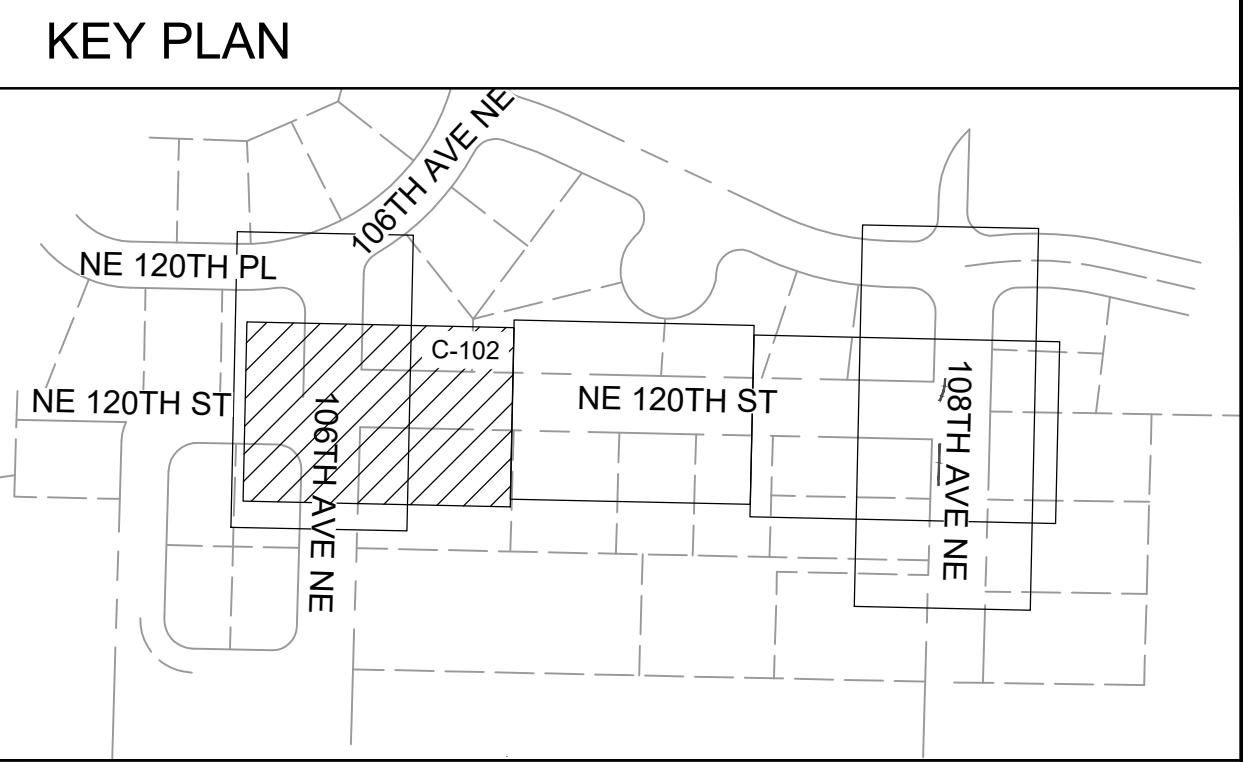 KEY PLAN
106TH AVE NE
NE 120TH PL
C-102
NE 120TH ST
NE 120TH ST
106TH AVE NE
108TH AVE NE